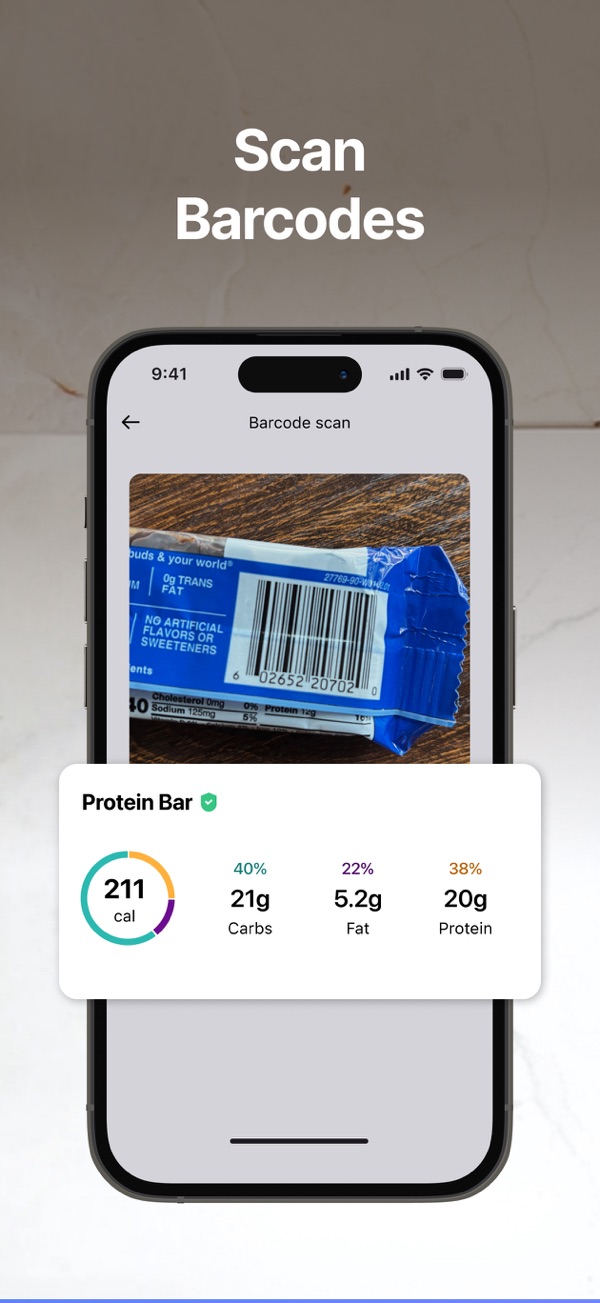 Scan
Barcodes
9:41
Barcode scan
buds & your world®
0g TRANS
FAT
NO ARTIFICIAL
FLAVORS OR
SWEETENERS
ents
6 02652 20702 0
40
Cholesterol 0mg 0% Protein 12g
Sodium 125mg 5%
Protein Bar
211
cal
40%
21g
Carbs
22%
5.2g
Fat
38%
20g
Protein